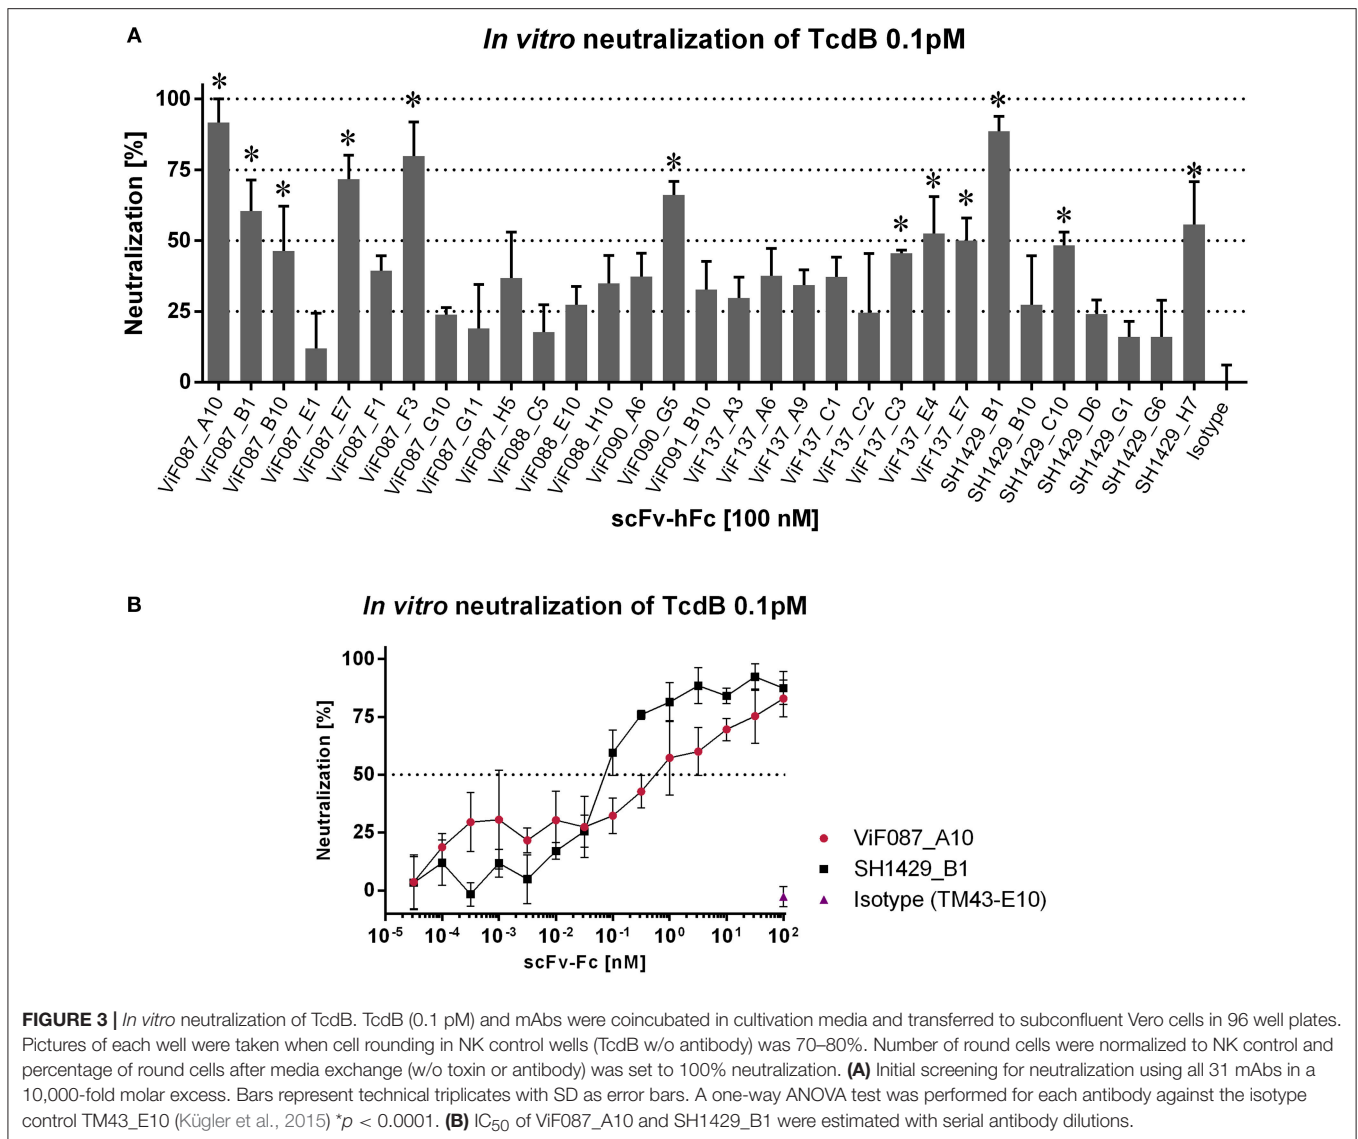 A
In vitro neutralization of TcdB 0.1pM
Neutralization [%]
100
75
50
25
0
* * * * * * * * * * * *
ViF087_A10
ViF087_B1
ViF087_B10
ViF087_E1
ViF087_E7
ViF087_F1
ViF087_F3
ViF087_G10
ViF087_G11
ViF087_H5
ViF088_C5
ViF088_E10
ViF088_H10
ViF090_A6
ViF090_G5
ViF091_B10
ViF137_A3
ViF137_A6
ViF137_A9
ViF137_C1
ViF137_C2
ViF137_C3
ViF137_E4
ViF137_E7
SH1429_B1
SH1429_B10
SH1429_C10
SH1429_D6
SH1429_G1
SH1429_G6
SH1429_H7
Isotype
scFv-hFc [100 nM]
B
In vitro neutralization of TcdB 0.1pM
Neutralization [%]
100
75
50
25
0
10-5 10-4 10-3 10-2 10-1 100 101 102
scFv-Fc [nM]
ViF087_A10
SH1429_B1
Isotype (TM43-E10)
FIGURE 3 | In vitro neutralization of TcdB. TcdB (0.1 pM) and mAbs were coincubated in cultivation media and transferred to subconfluent Vero cells in 96 well plates.
Pictures of each well were taken when cell rounding in NK control wells (TcdB w/o antibody) was 70–80%. Number of round cells were normalized to NK control and
percentage of round cells after media exchange (w/o toxin or antibody) was set to 100% neutralization. (A) Initial screening for neutralization using all 31 mAbs in a
10,000-fold molar excess. Bars represent technical triplicates with SD as error bars. A one-way ANOVA test was performed for each antibody against the isotype
control TM43_E10 (Kügler et al., 2015) *p < 0.0001. (B) IC50 of ViF087_A10 and SH1429_B1 were estimated with serial antibody dilutions.